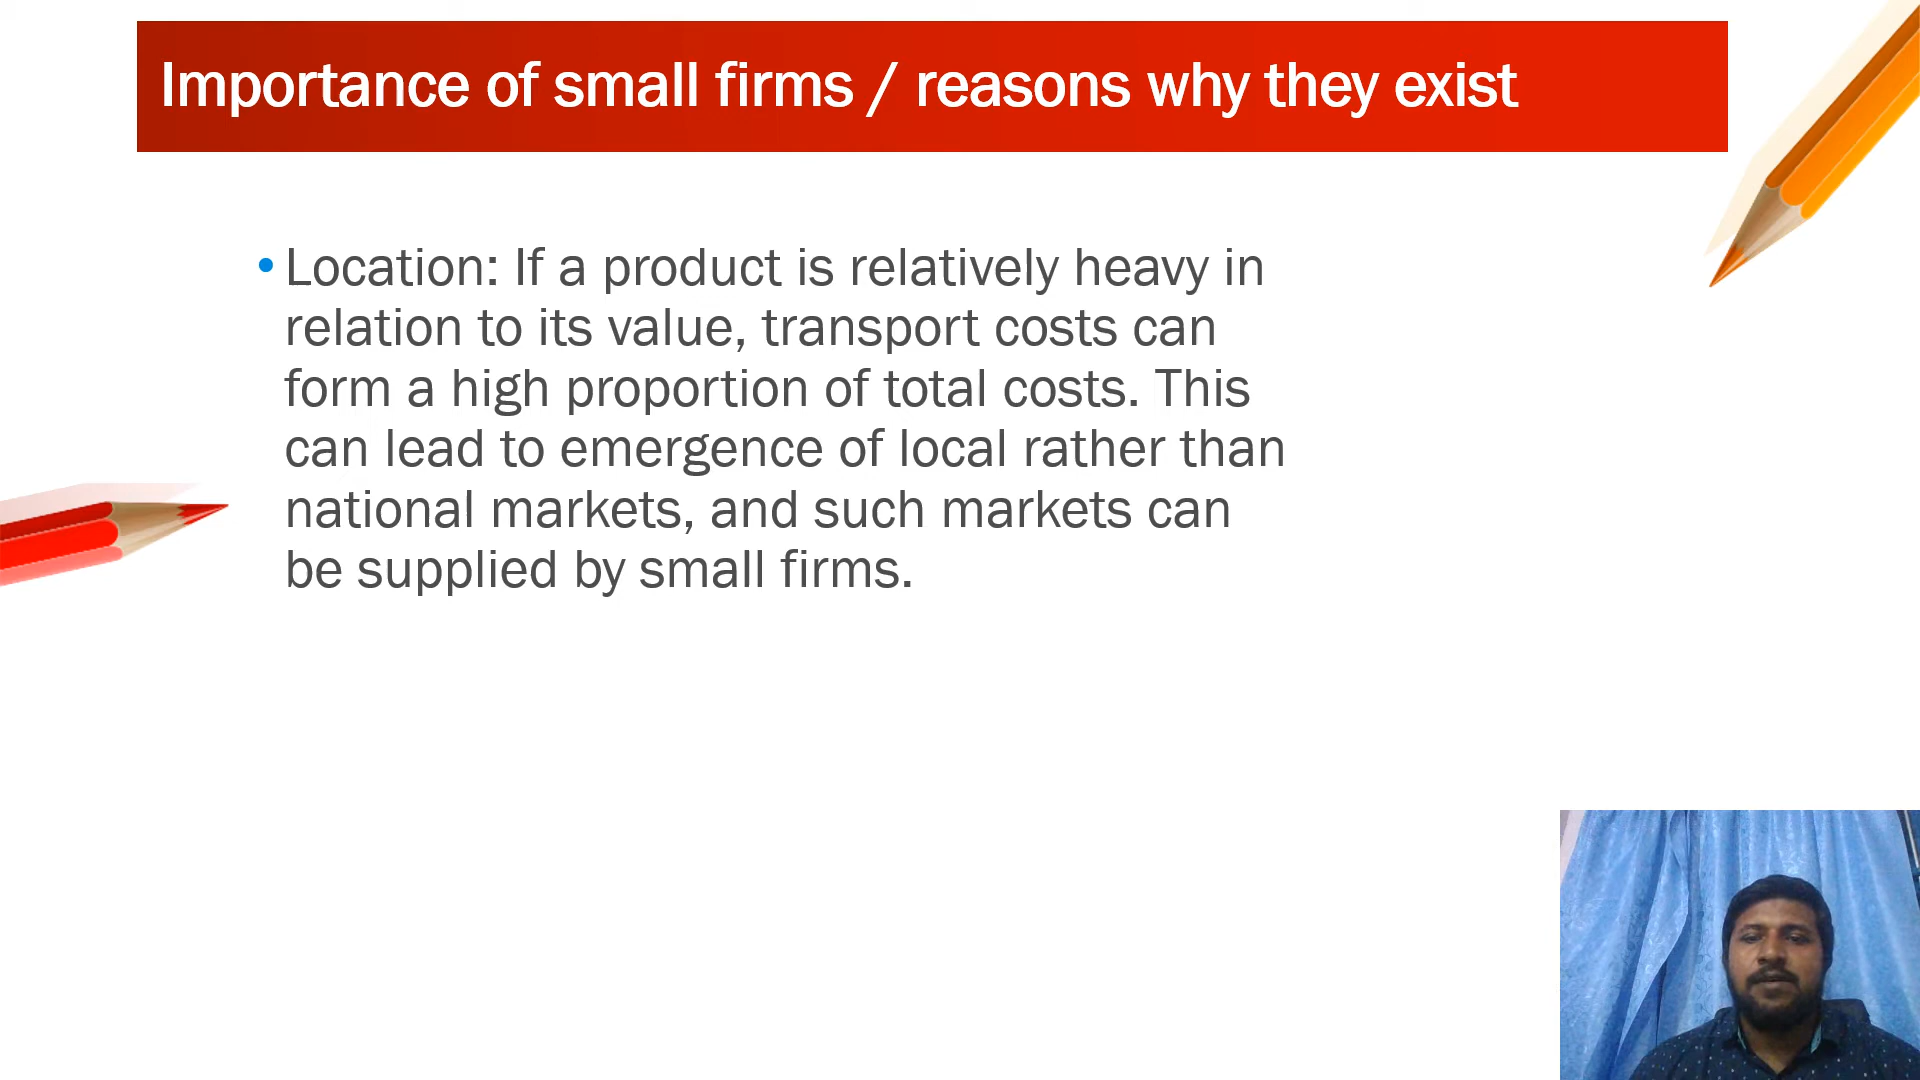 Importance of small firms / reasons why they exist
• Location: If a product is relatively heavy in
relation to its value, transport costs can
form a high proportion of total costs. This
can lead to emergence of local rather than
national markets, and such markets can
be supplied by small firms.